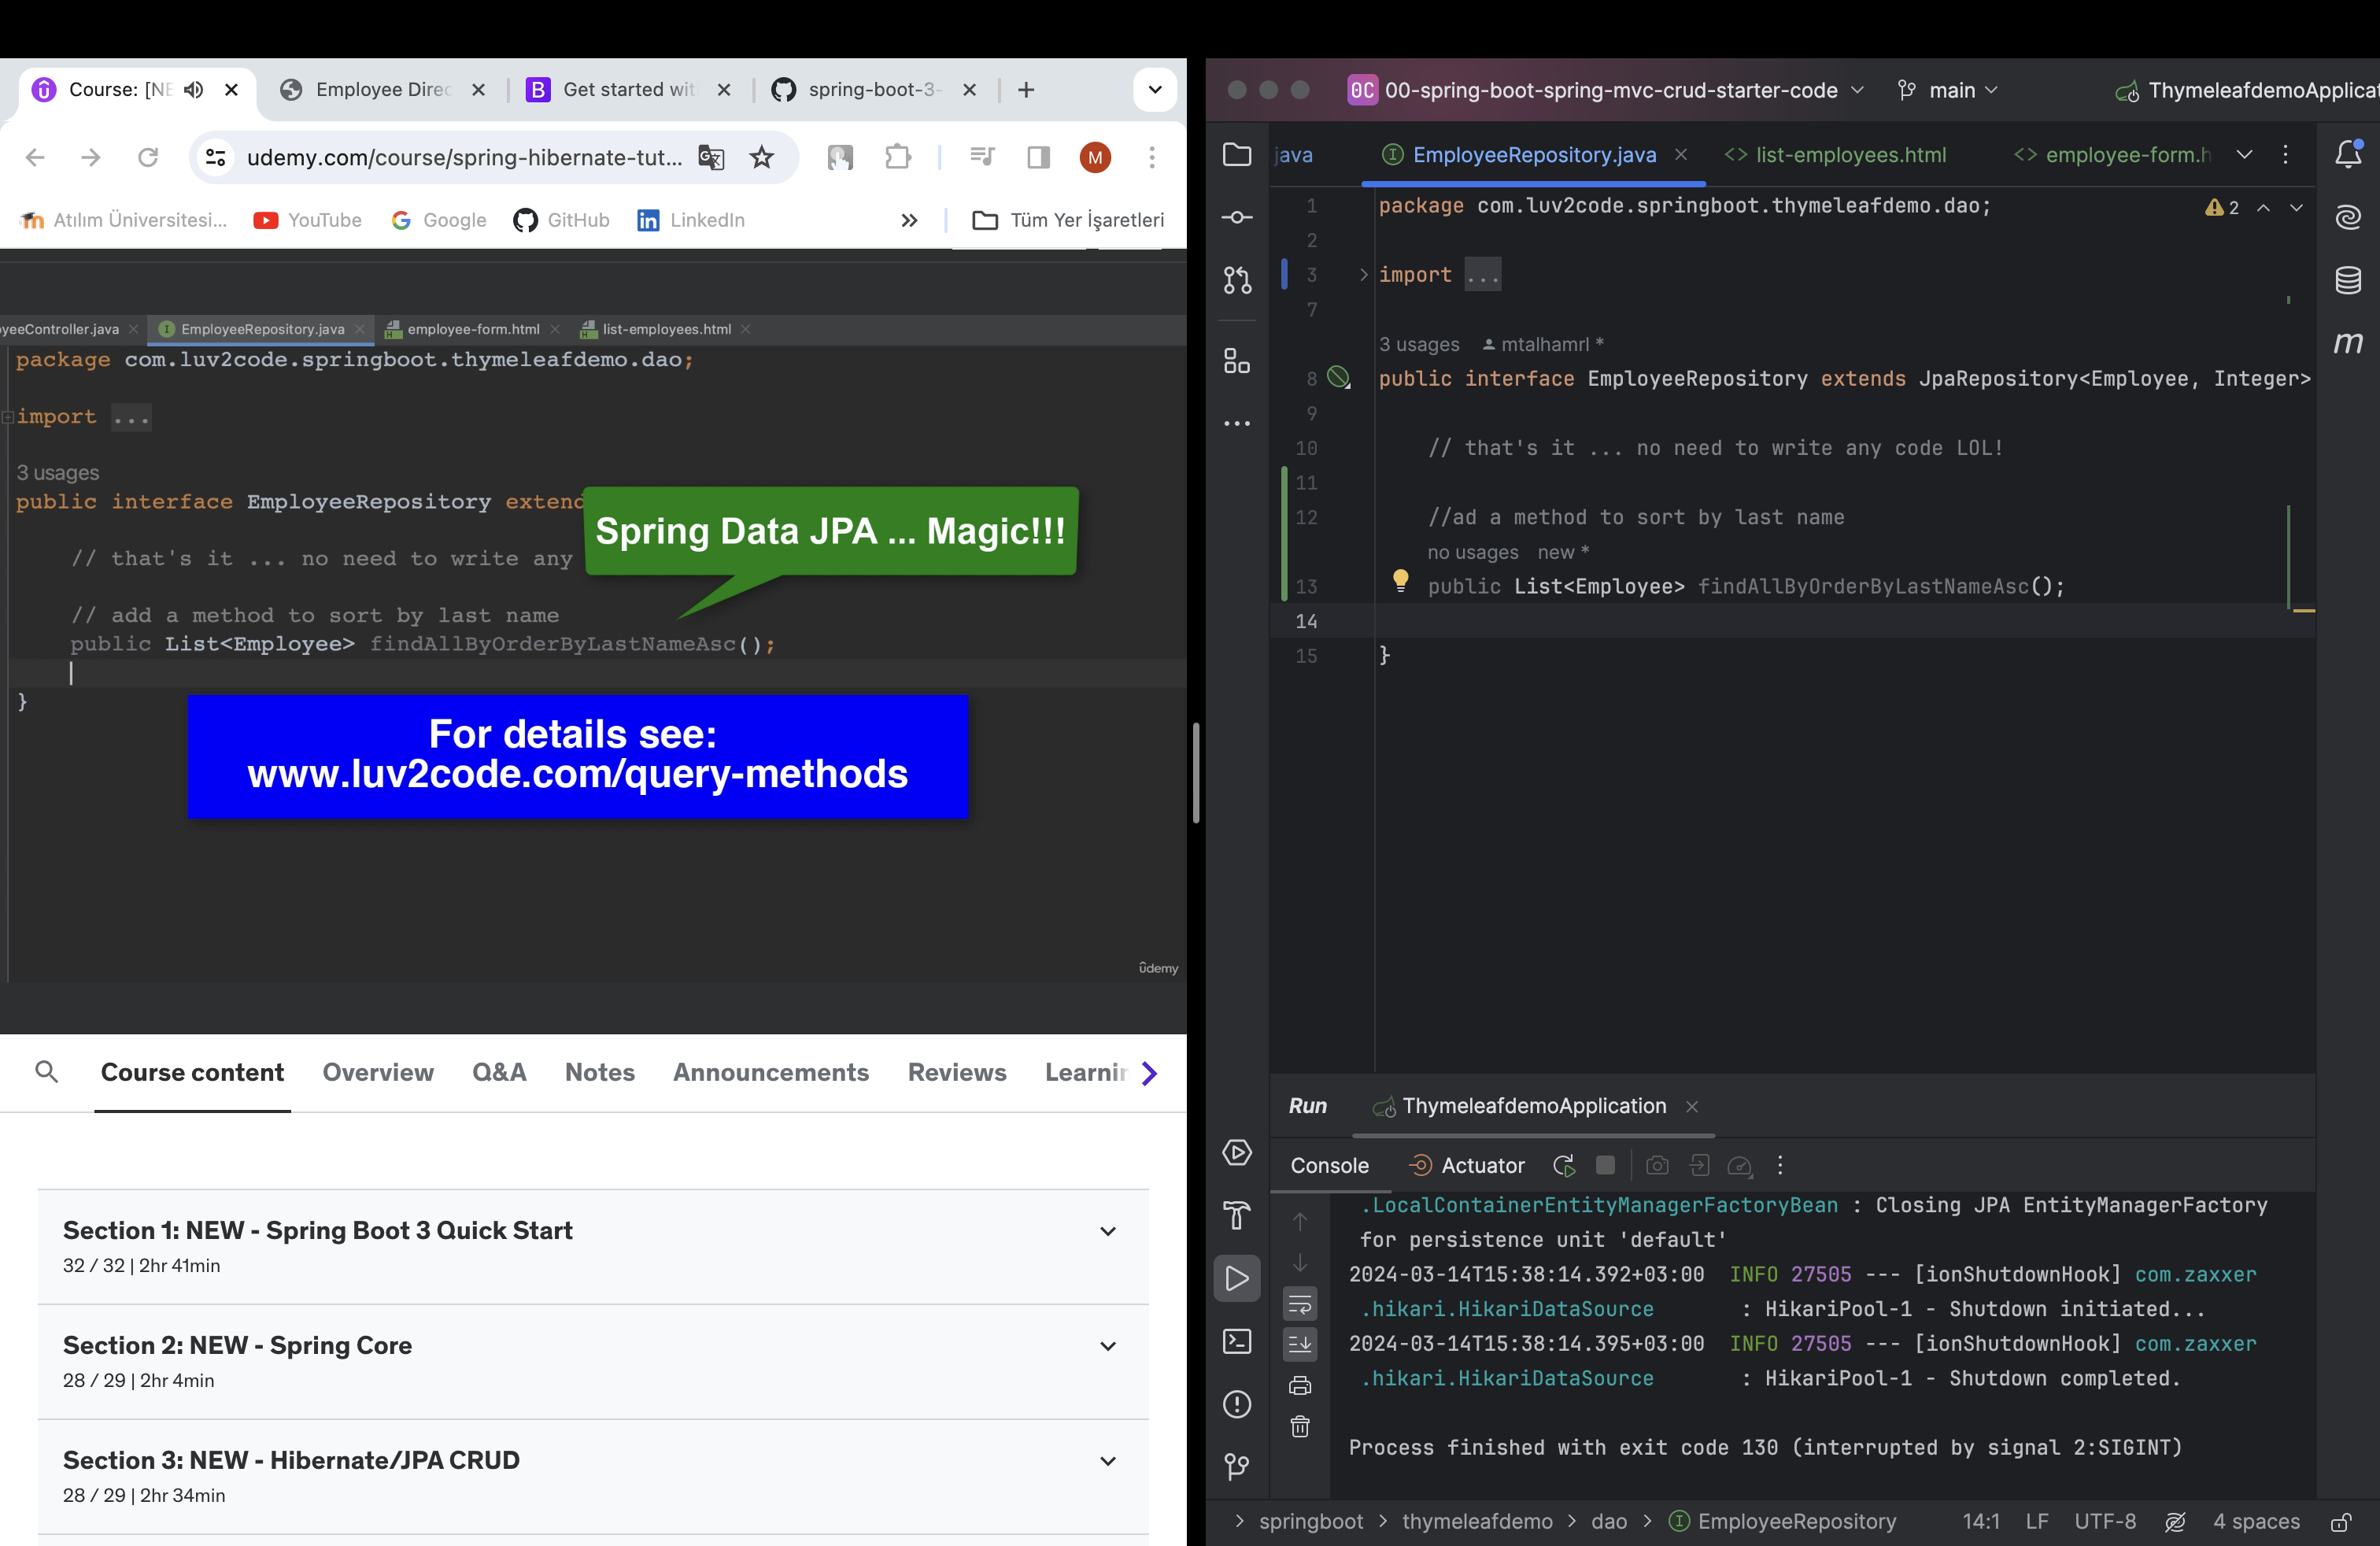 Course: [NE
Employee Direc
Get started wit
spring-boot-3-
udemy.com/course/spring-hibernate-tut...
M
Atılım Üniversitesi...
YouTube
Google
GitHub
LinkedIn
Tüm Yer İşaretleri
yeeController.java
EmployeeRepository.java
employee-form.html
list-employees.html
package com.luv2code.springboot.thymeleafdemo.dao;
import ...
3 usages
public interface EmployeeRepository extend
Spring Data JPA ... Magic!!!
// that's it ... no need to write any
// add a method to sort by last name
public List<Employee> findAllByOrderByLastNameAsc();
}
For details see:
www.luv2code.com/query-methods
ûdemy
Course content
Overview
Q&A
Notes
Announcements
Reviews
Learnin
Section 1: NEW - Spring Boot 3 Quick Start
32 / 32 | 2hr 41min
Section 2: NEW - Spring Core
28 / 29 | 2hr 4min
Section 3: NEW - Hibernate/JPA CRUD
28 / 29 | 2hr 34min
0C 00-spring-boot-spring-mvc-crud-starter-code
main
ThymeleafdemoApplicat
java
EmployeeRepository.java
list-employees.html
employee-form.h
1 package com.luv2code.springboot.thymeleafdemo.dao;
2
2
3 import ...
7
3 usages mtalhamrl *
8 public interface EmployeeRepository extends JpaRepository<Employee, Integer>
9
10 // that's it ... no need to write any code LOL!
11
12 //ad a method to sort by last name
no usages new *
13 public List<Employee> findAllByOrderByLastNameAsc();
14
15 }
m
Run
ThymeleafdemoApplication
Console
Actuator
.LocalContainerEntityManagerFactoryBean : Closing JPA EntityManagerFactory
for persistence unit 'default'
2024-03-14T15:38:14.392+03:00 INFO 27505 --- [ionShutdownHook] com.zaxxer
.hikari.HikariDataSource : HikariPool-1 - Shutdown initiated...
2024-03-14T15:38:14.395+03:00 INFO 27505 --- [ionShutdownHook] com.zaxxer
.hikari.HikariDataSource : HikariPool-1 - Shutdown completed.
Process finished with exit code 130 (interrupted by signal 2:SIGINT)
springboot > thymeleafdemo > dao > EmployeeRepository
14:1 LF UTF-8 4 spaces